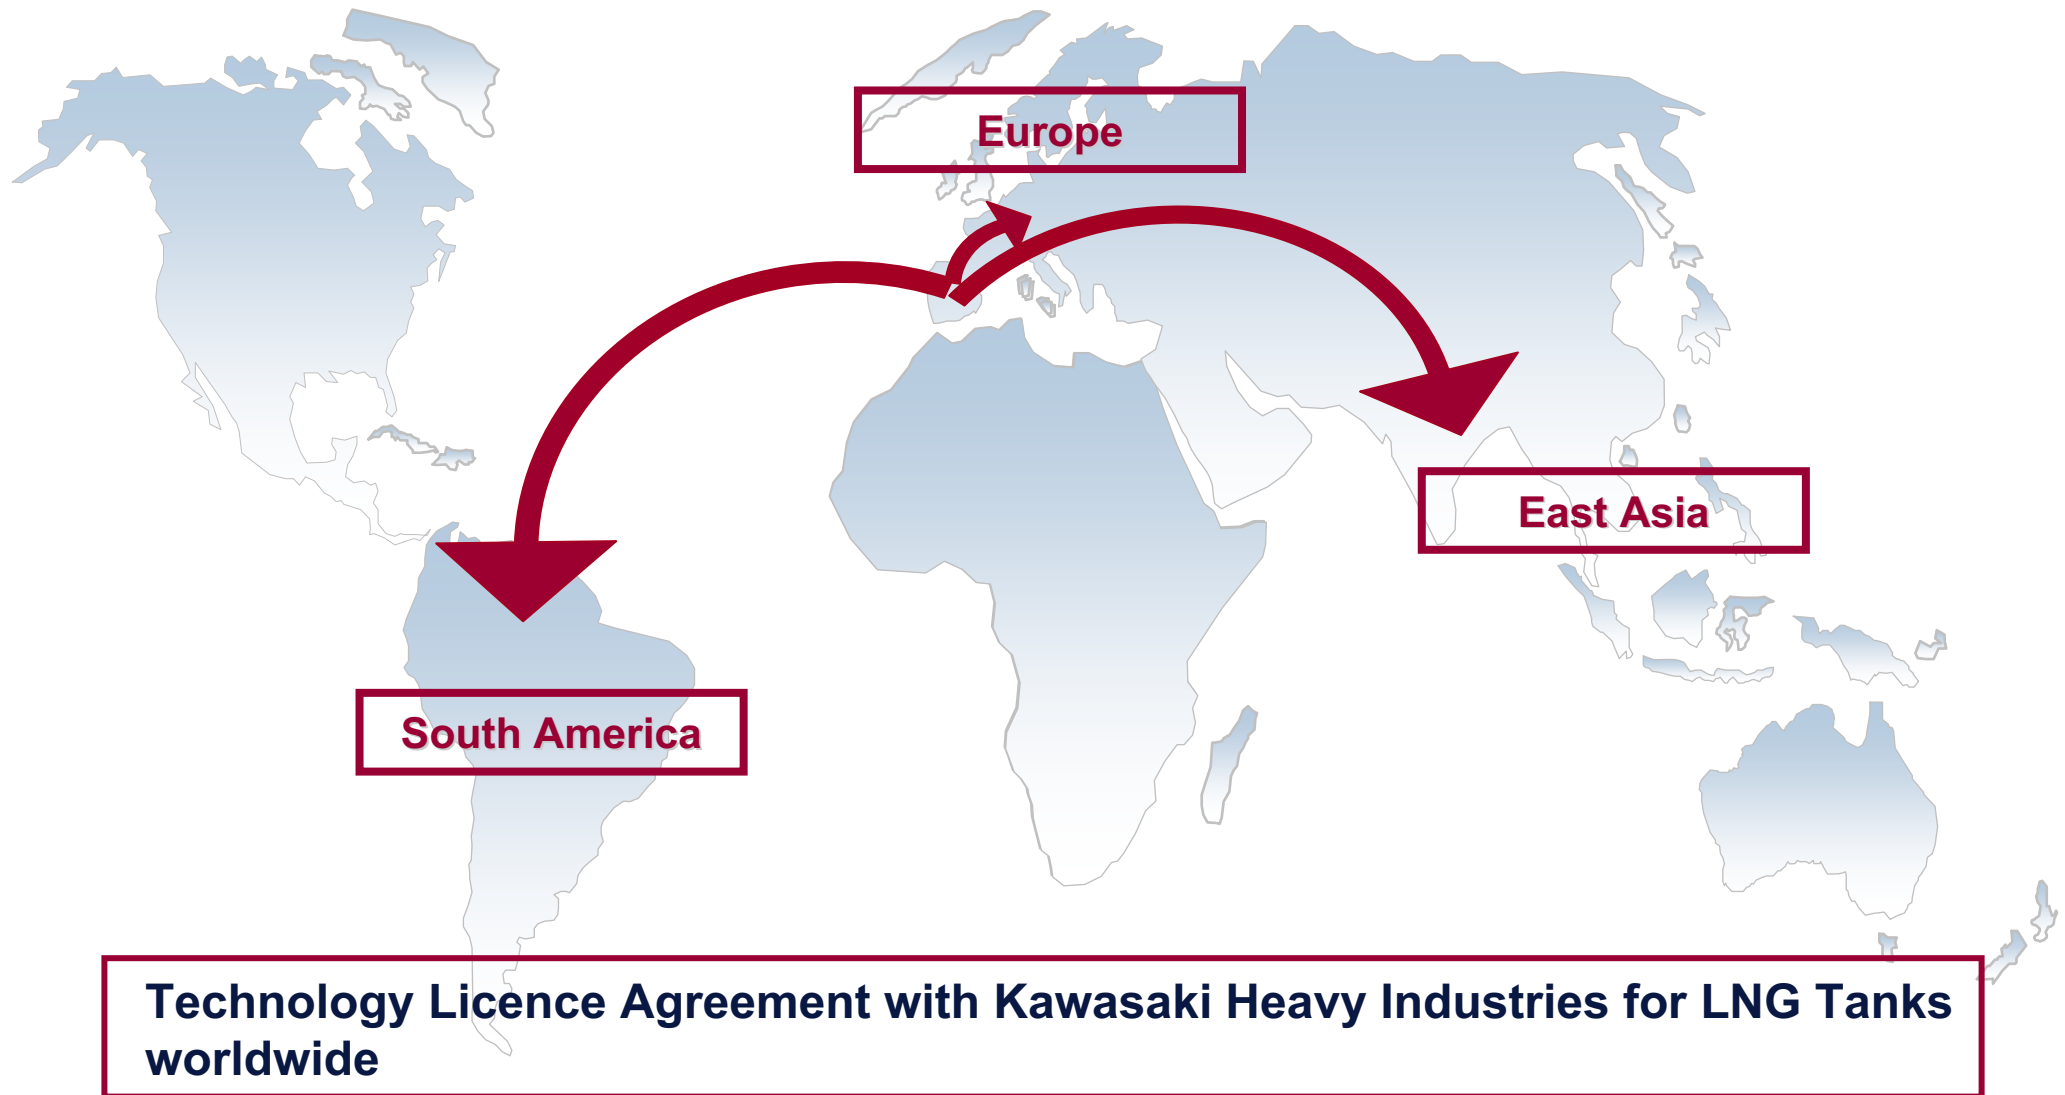 Europe
East Asia
South America
Technology Licence Agreement with Kawasaki Heavy Industries for LNG Tanks
worldwide